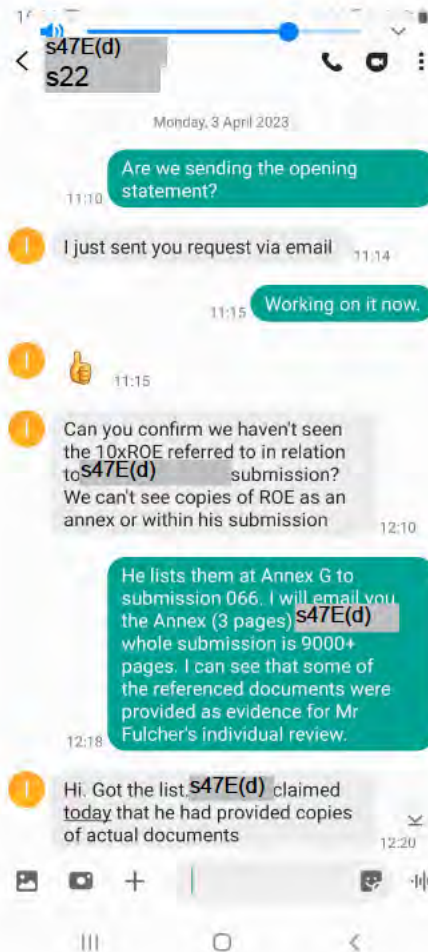 s47E(d)
s22
Monday, 3 April 2023
Are we sending the opening
statement?
11:10
I just sent you request via email
11:14
Working on it now.
11:15
👍
11:15
Can you confirm we haven't seen
the 10xROE referred to in relation
to s47E(d) submission?
We can't see copies of ROE as an
annex or within his submission
12:10
He lists them at Annex G to
submission 066. I will email you
the Annex (3 pages) s47E(d)
whole submission is 9000+
pages. I can see that some of
the referenced documents were
provided as evidence for Mr
Fulcher's individual review.
12:18
Hi. Got the list. s47E(d) claimed
today that he had provided copies
of actual documents
12:20